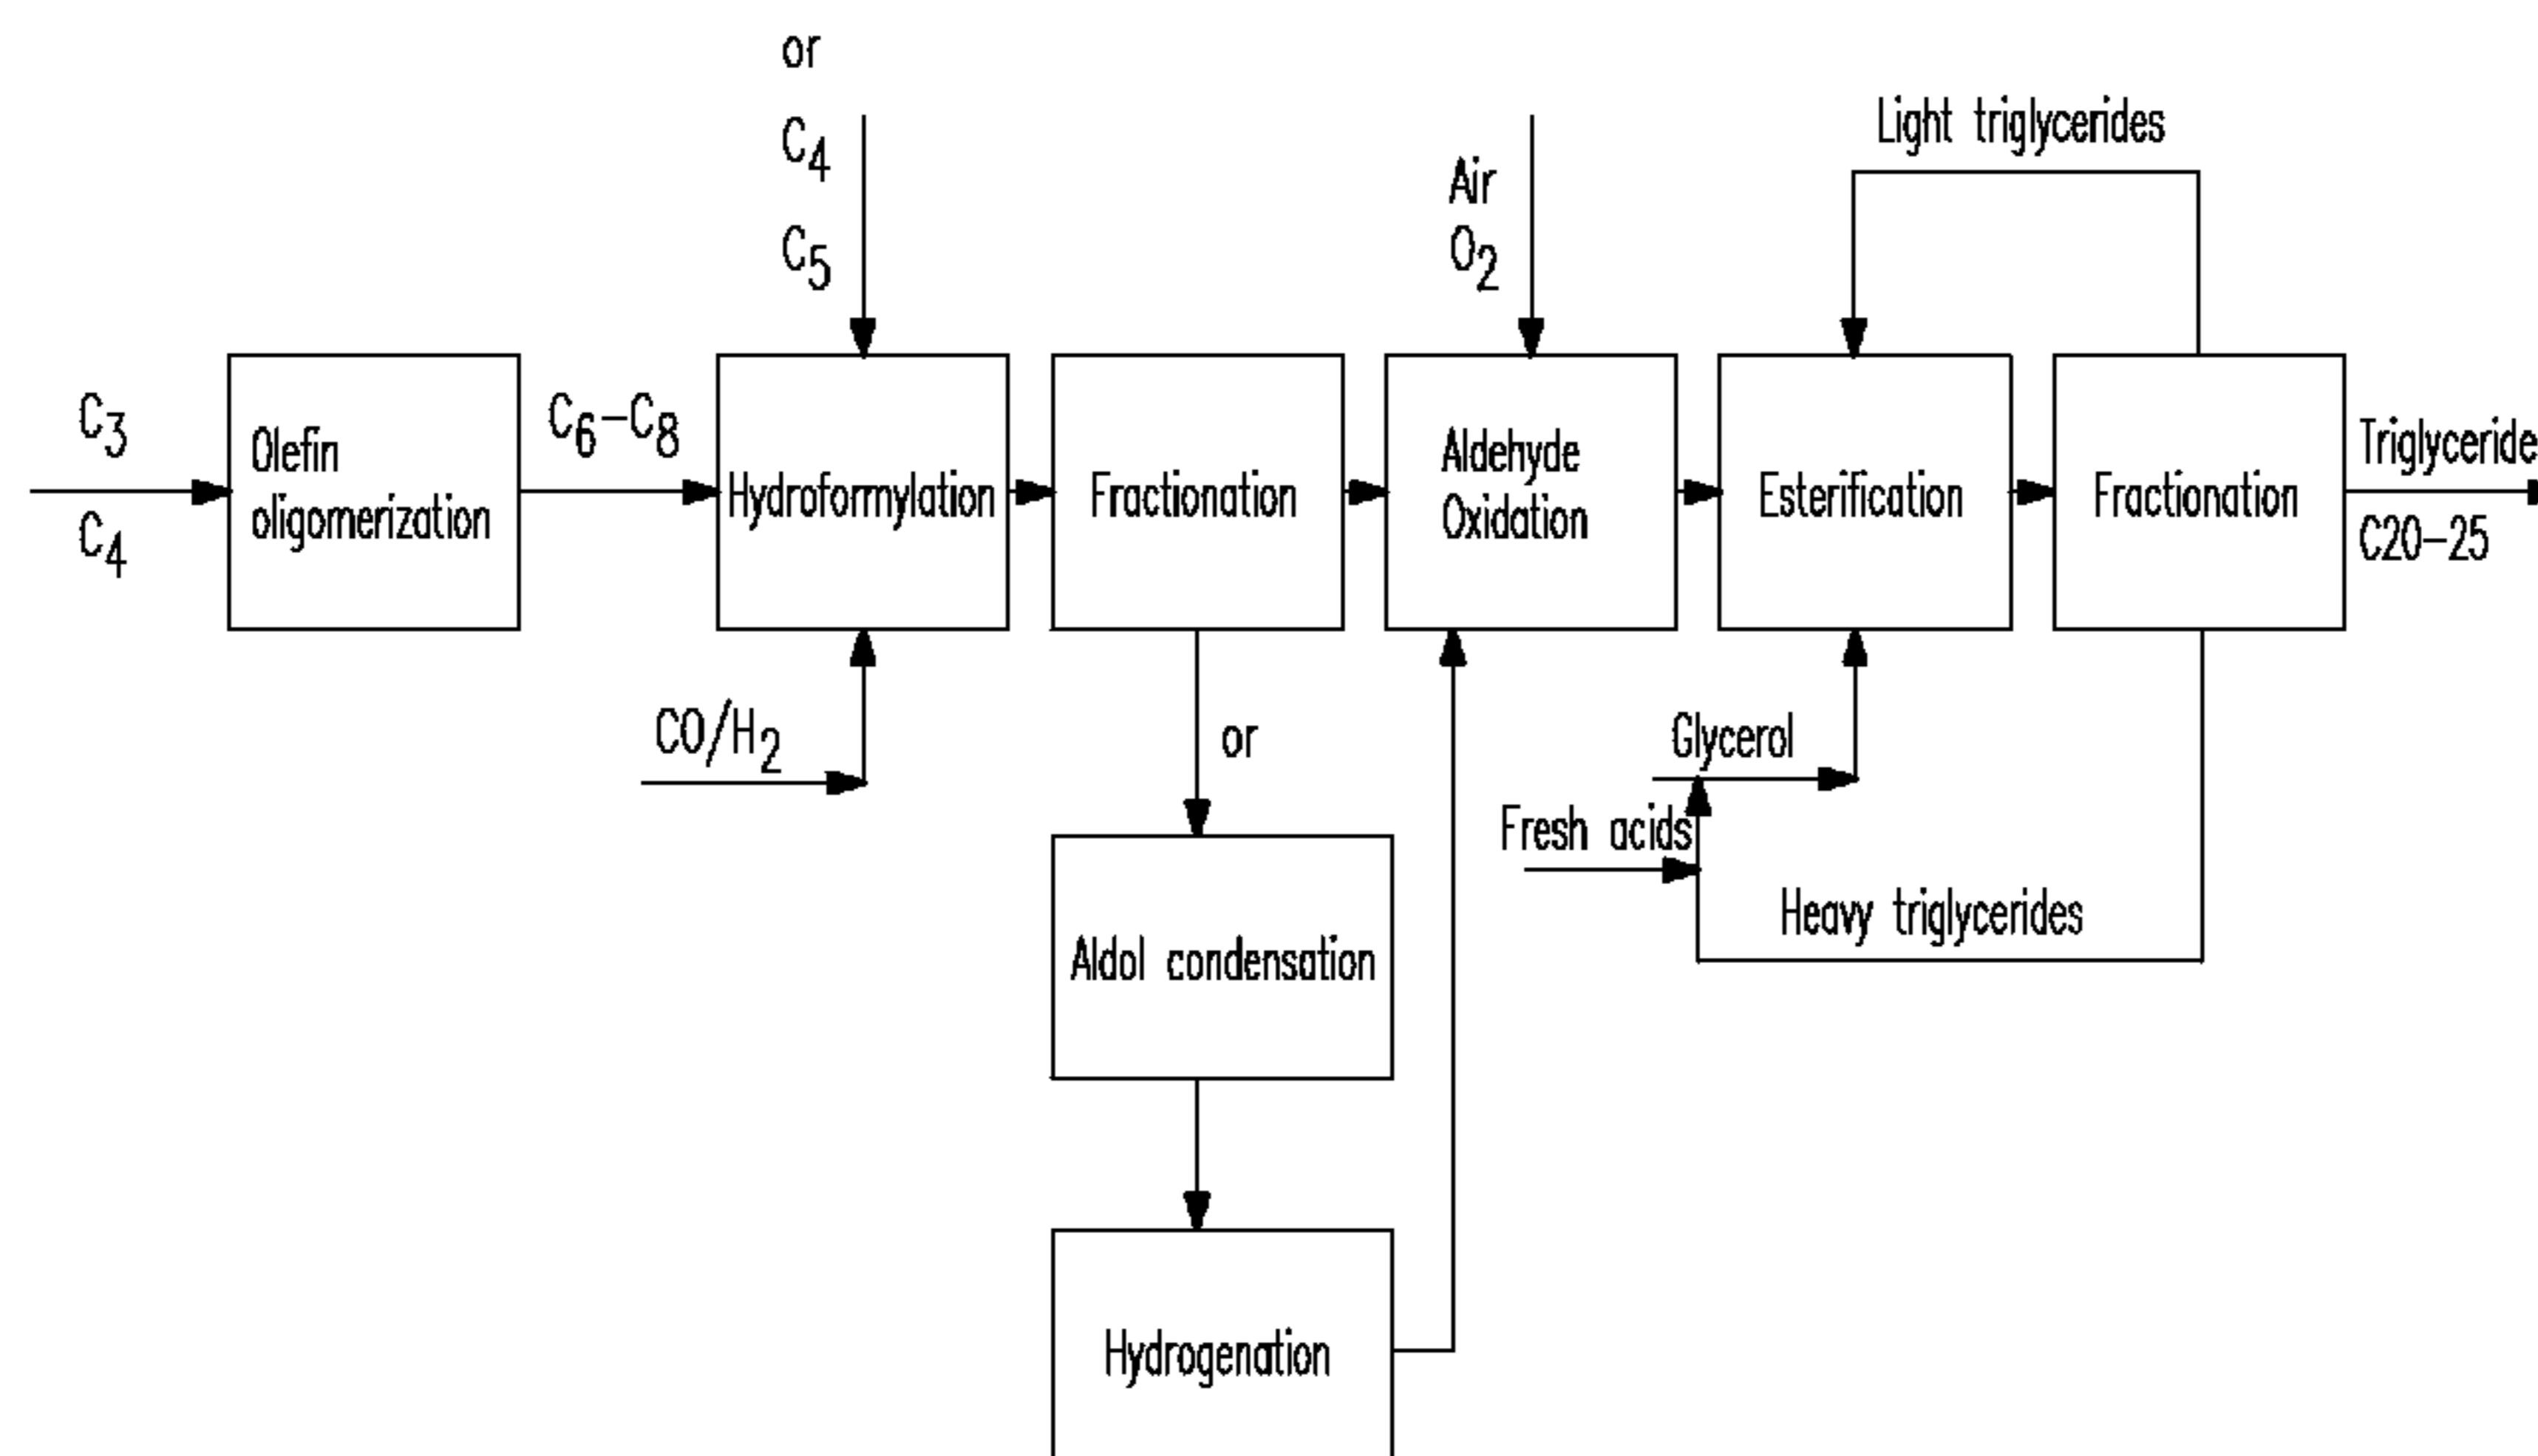 or
C4
C5
Light triglycerides
Air
O2
C3
C4
Olefin
oligomerization
C6-C8
Hydroformylation
Fractionation
Aldehyde
Oxidation
Esterification
Fractionation
Triglyceride
C20-25
CO/H2
or
Glycerol
Fresh acids
Heavy triglycerides
Aldol condensation
Hydrogenation